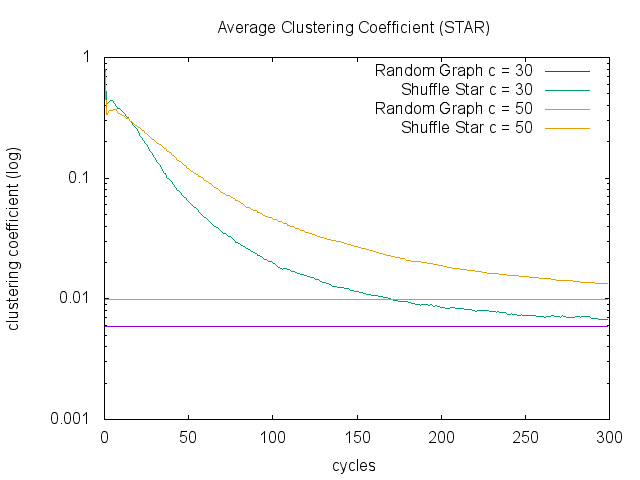 Average Clustering Coefficient (STAR)
1
Random Graph c = 30
Shuffle Star c = 30
Random Graph c = 50
Shuffle Star c = 50
0.1
clustering coefficient (log)
0.01
0.001
0 50 100 150 200 250 300
cycles